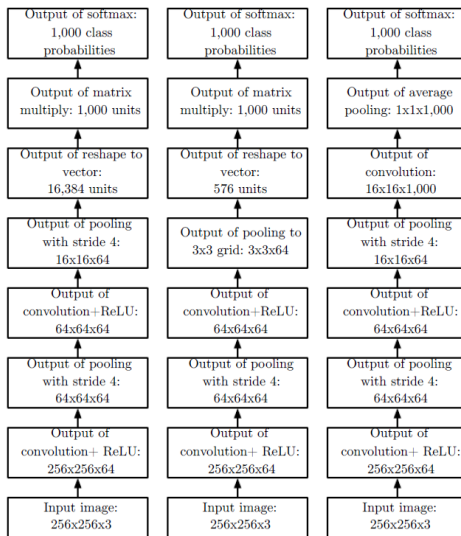 Output of softmax:
1,000 class
probabilities
Output of matrix
multiply: 1,000 units
Output of reshape to
vector:
16,384 units
Output of pooling
with stride 4:
16x16x64
Output of
convolution+ReLU:
64x64x64
Output of pooling
with stride 4:
64x64x64
Output of
convolution+ ReLU:
256x256x64
Input image:
256x256x3
Output of softmax:
1,000 class
probabilities
Output of matrix
multiply: 1,000 units
Output of reshape to
vector:
576 units
Output of pooling to
3x3 grid: 3x3x64
Output of
convolution+ReLU:
64x64x64
Output of pooling
with stride 4:
64x64x64
Output of
convolution+ ReLU:
256x256x64
Input image:
256x256x3
Output of softmax:
1,000 class
probabilities
Output of average
pooling: 1x1x1,000
Output of
convolution:
16x16x1,000
Output of pooling
with stride 4:
16x16x64
Output of
convolution+ReLU:
64x64x64
Output of pooling
with stride 4:
64x64x64
Output of
convolution+ ReLU:
256x256x64
Input image:
256x256x3